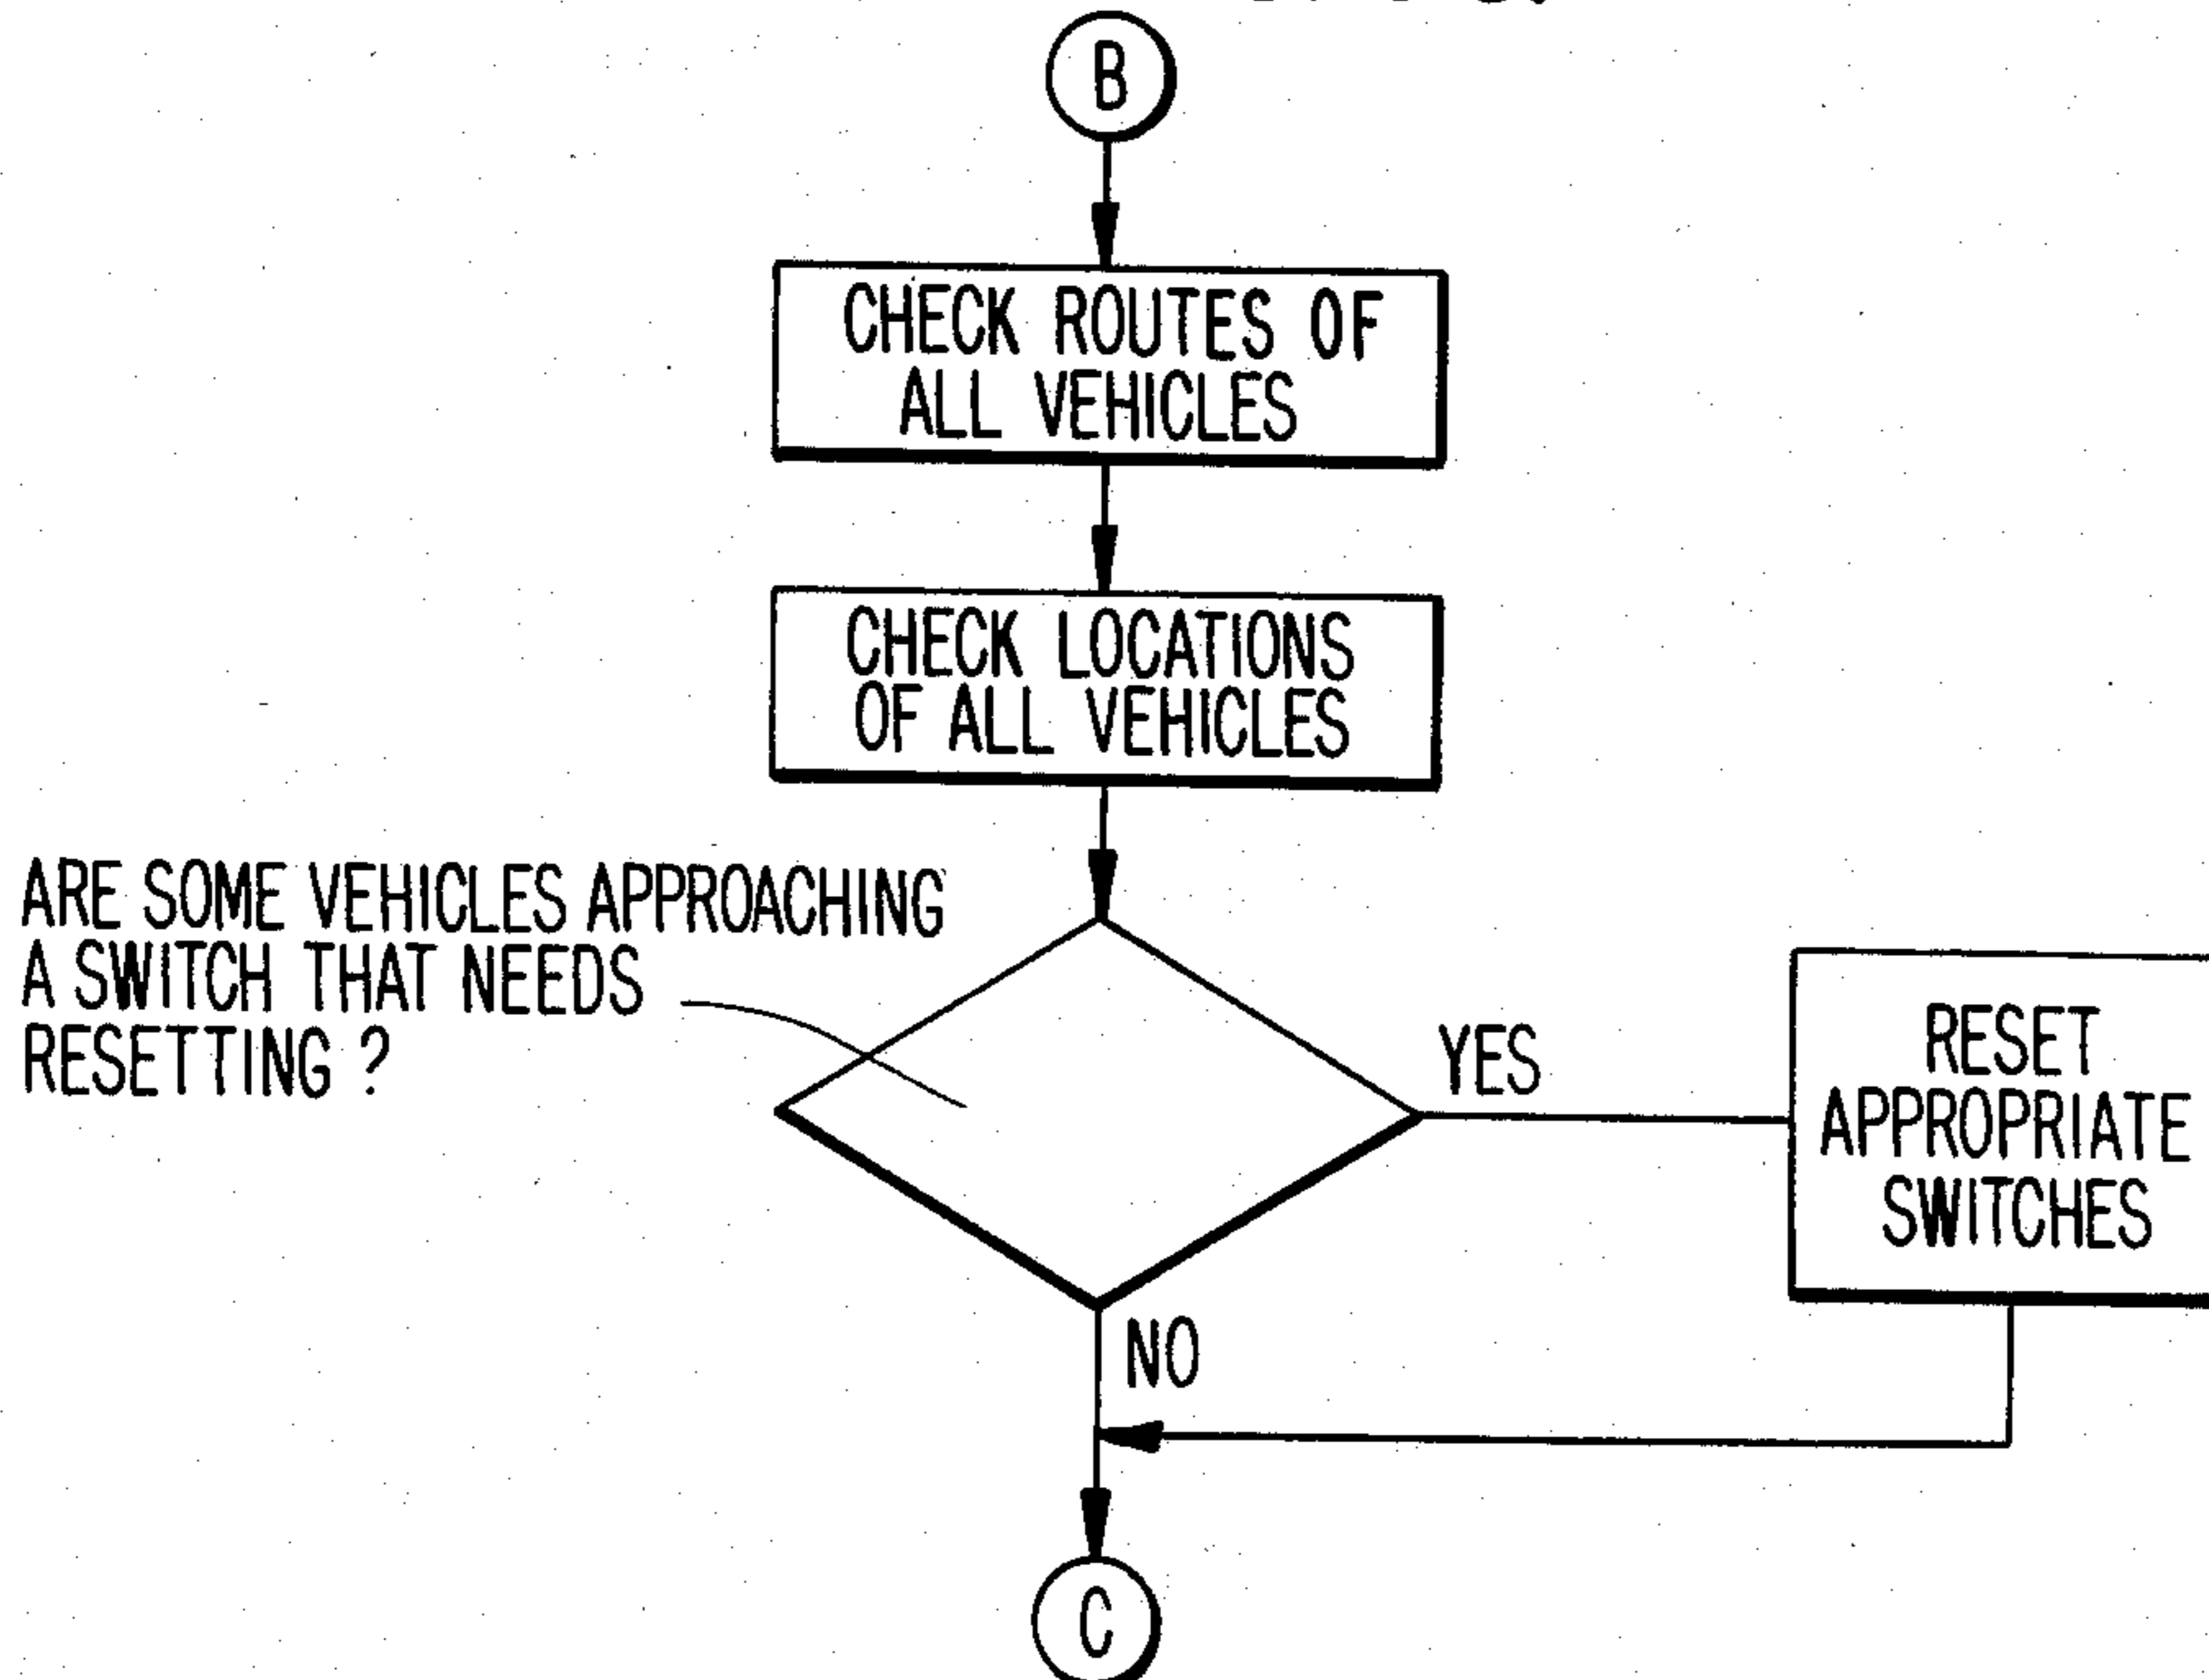 B
CHECK ROUTES OF
ALL VEHICLES
CHECK LOCATIONS
OF ALL VEHICLES
ARE SOME VEHICLES APPROACHING
A SWITCH THAT NEEDS
RESETTING ?
YES
RESET
APPROPRIATE
SWITCHES
NO
C